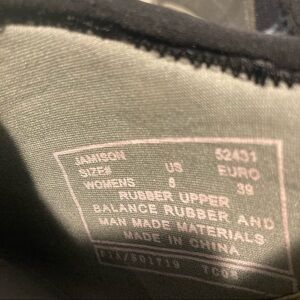 JAMISON 52431
SIZE# US EURO
WOMENS 8 39
RUBBER UPPER
BALANCE RUBBER AND
MAN MADE MATERIALS
MADE IN CHINA